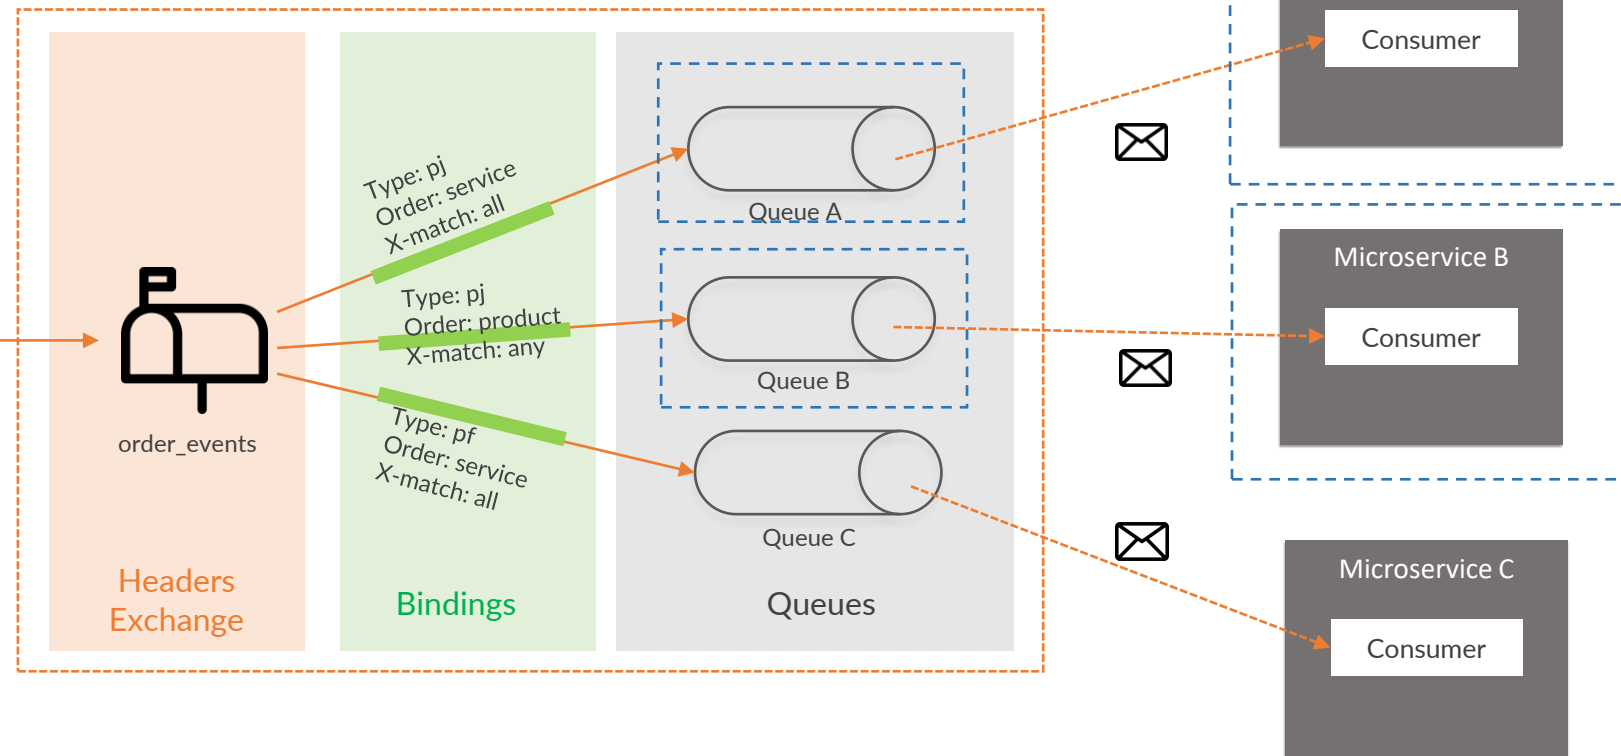 Consumer
Type: pj
Order: service
X-match: all
Queue A
Microservice B
Type: pj
Order: product
X-match: any
Consumer
Queue B
order_events
Type: pf
Order: service
X-match: all
Queue C
Microservice C
Headers
Exchange
Bindings
Queues
Consumer